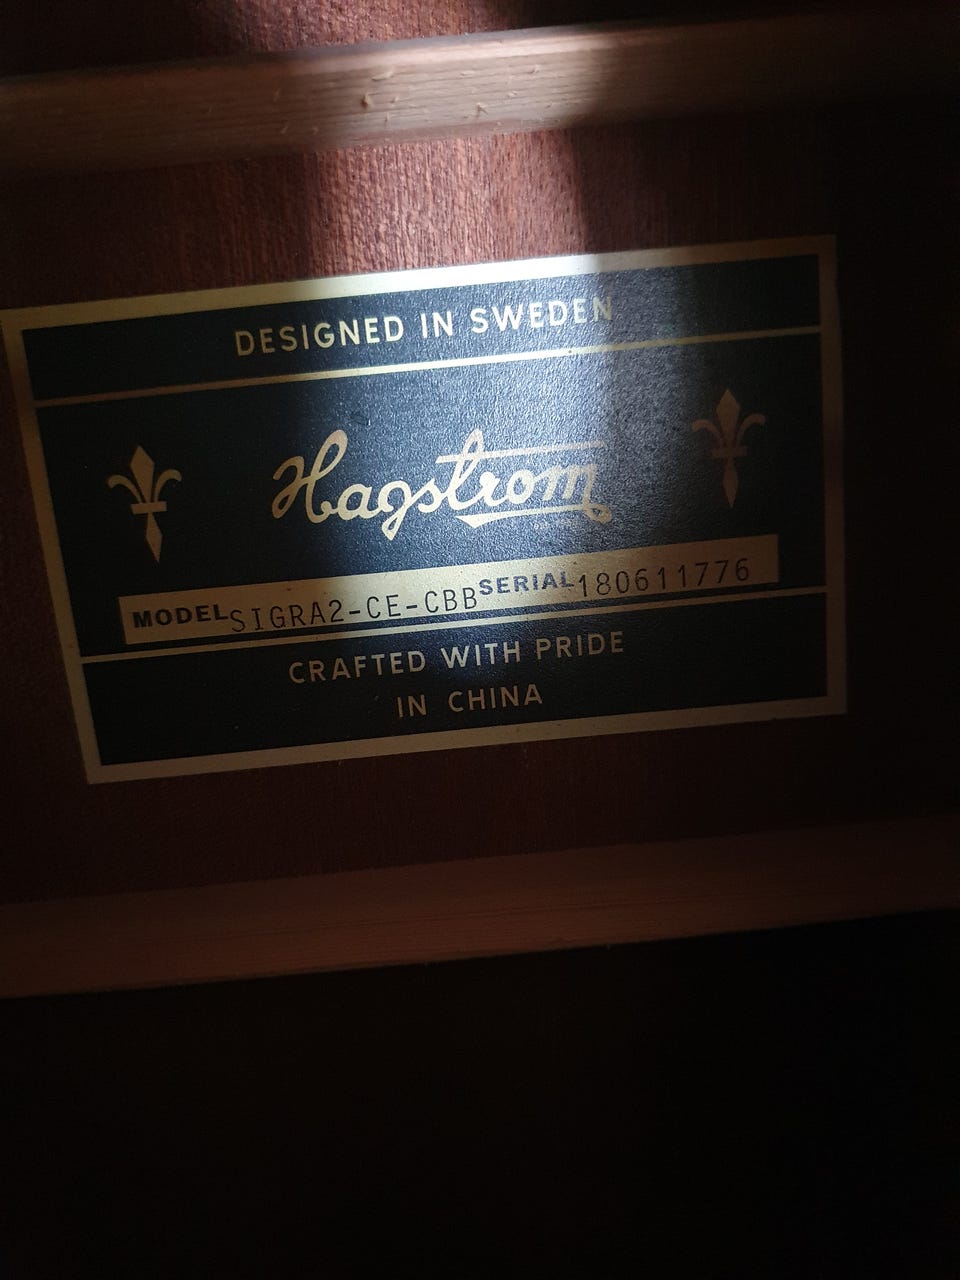 DESIGNED IN SWEDEN
Hagstrom
MODEL SIGRA2-CE-CBB SERIAL 180611776
CRAFTED WITH PRIDE
IN CHINA